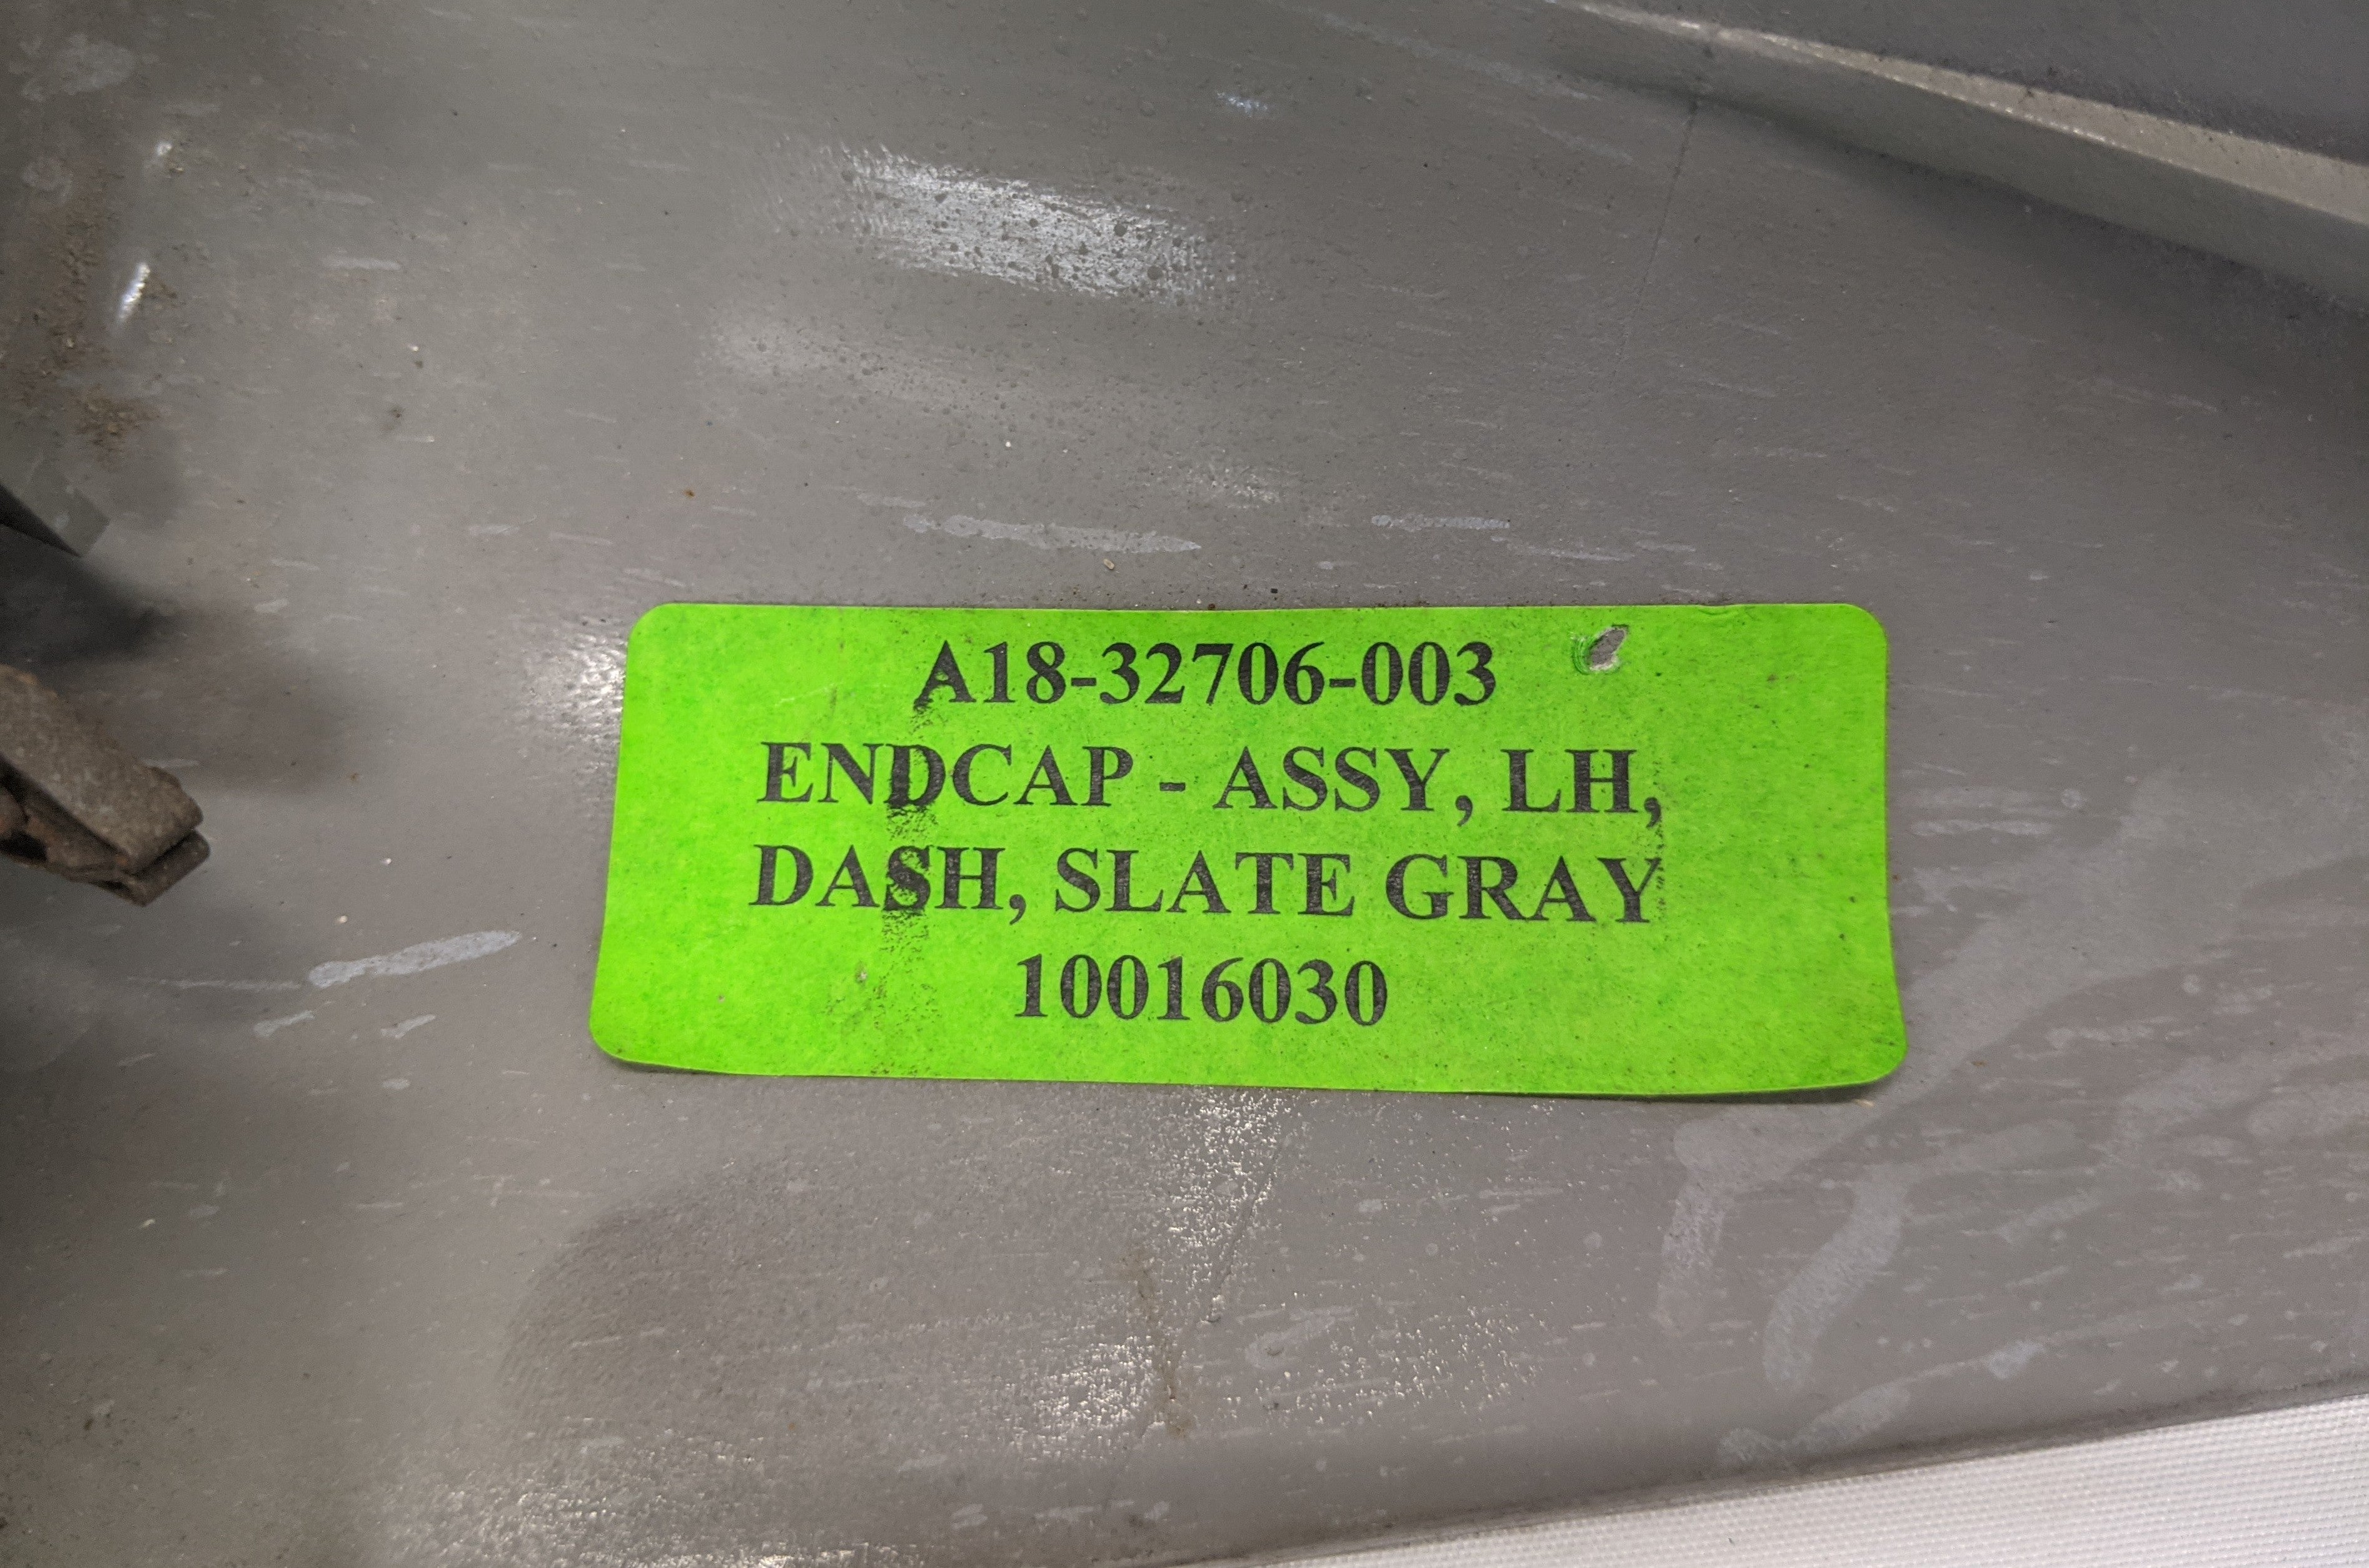 A18-32706-003
ENDCAP - ASSY, LH,
DASH, SLATE GRAY
10016030